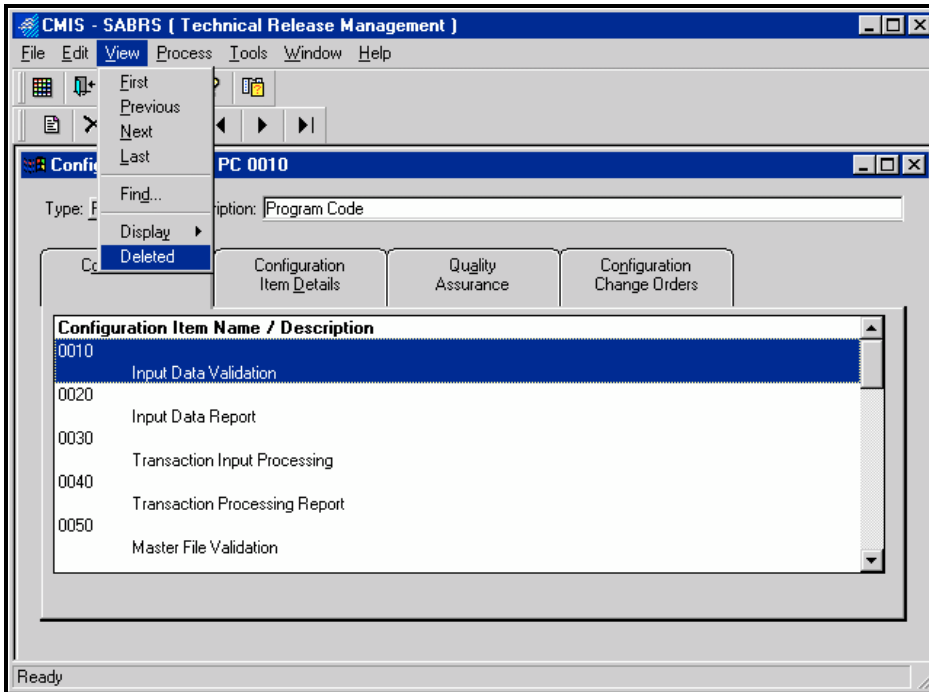 CMIS - SABRS ( Technical Release Management )
File Edit View Process Tools Window Help
First
Previous
Next
Last
Find...
Display
Deleted
Confi PC 0010
Type: iption: Program Code
Configuration Item Details
Quality Assurance
Configuration Change Orders
Configuration Item Name / Description
0010
Input Data Validation
0020
Input Data Report
0030
Transaction Input Processing
0040
Transaction Processing Report
0050
Master File Validation
Ready